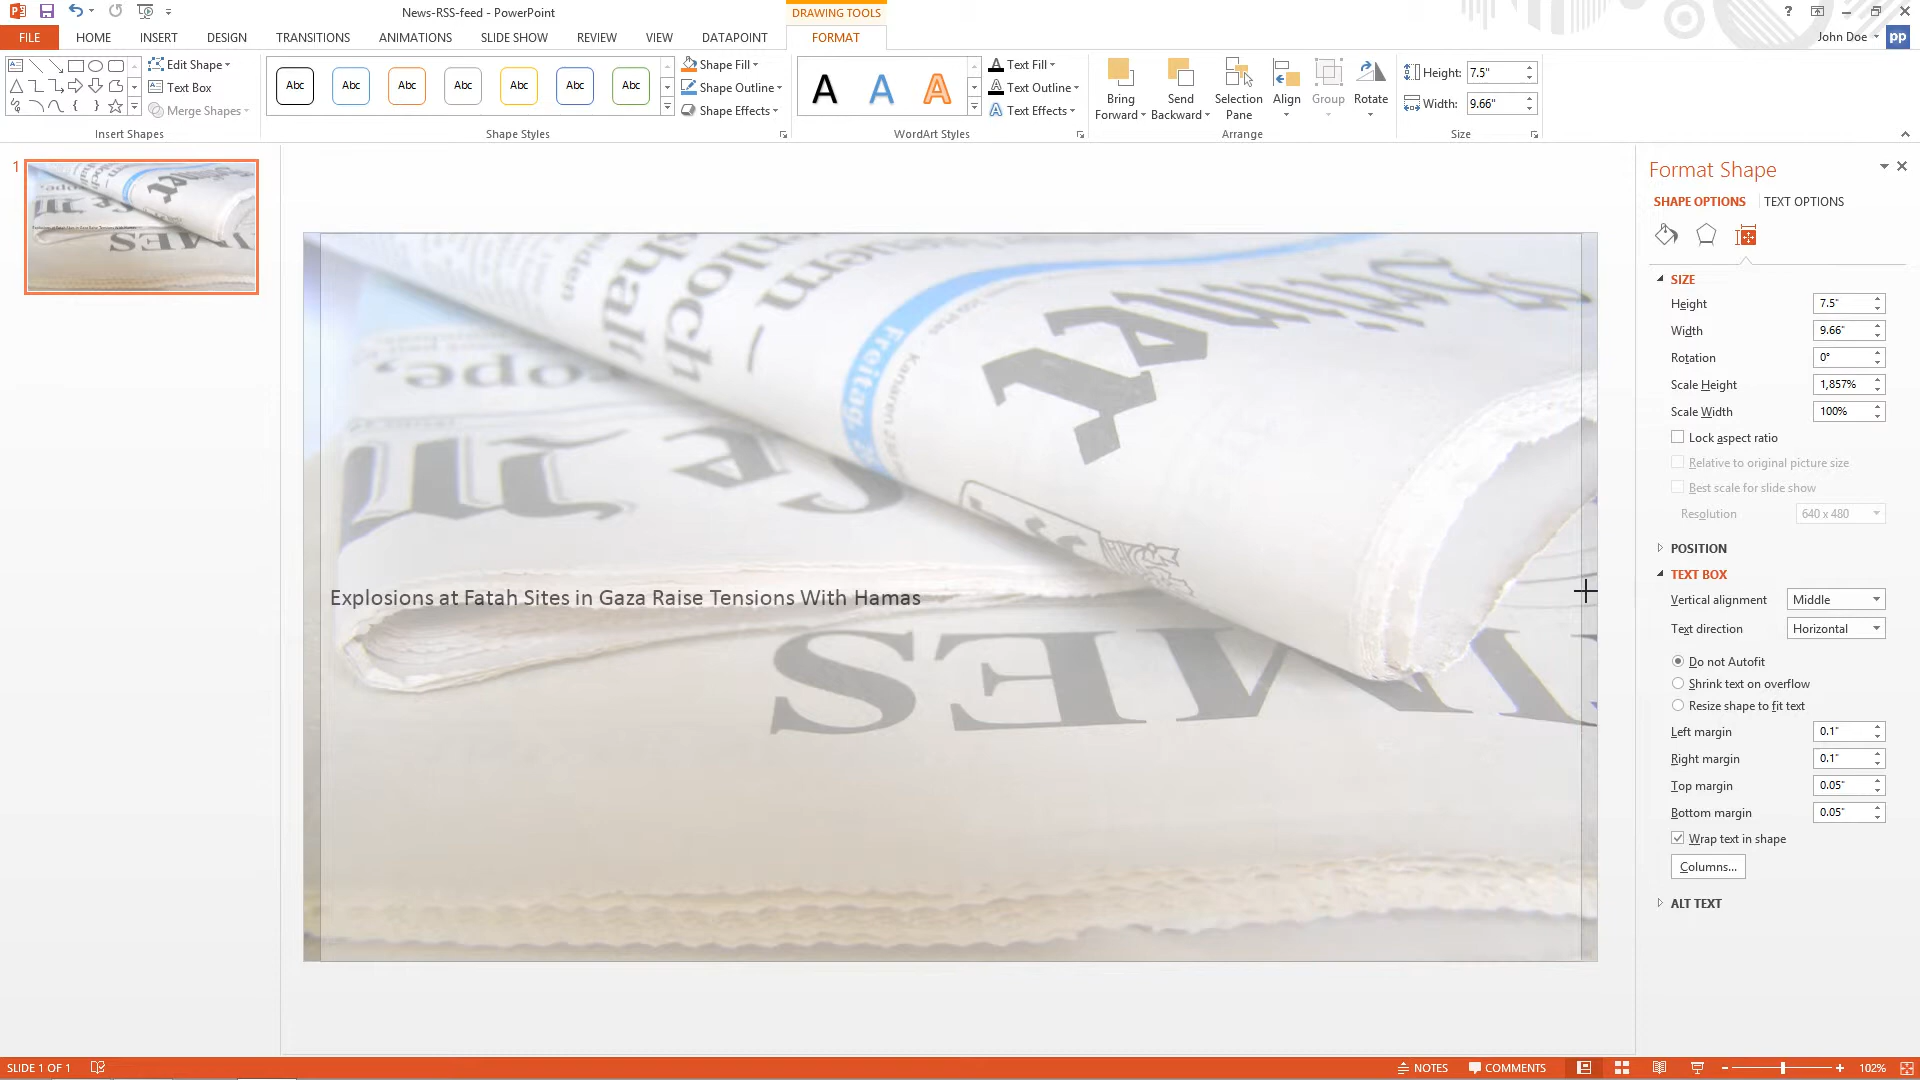 News-RSS-feed - PowerPoint
DRAWING TOOLS
?
FILE
HOME
INSERT
DESIGN
TRANSITIONS
ANIMATIONS
SLIDE SHOW
REVIEW
VIEW
DATAPOINT
FORMAT
John Doe
pp
Edit Shape
Text Box
Merge Shapes
Insert Shapes
Abc Abc Abc Abc Abc Abc Abc
Shape Fill
Shape Outline
Shape Effects
Shape Styles
A A A
Text Fill
Text Outline
Text Effects
WordArt Styles
Bring Forward
Send Backward
Selection Pane
Align
Group
Rotate
Arrange
Height: 7.5"
Width: 9.66"
Size
1
Freitag, 2
Kanaren 2
Explosions at Fatah Sites in Gaza Raise Tensions With Hamas
Format Shape
SHAPE OPTIONS
TEXT OPTIONS
SIZE
Height 7.5"
Width 9.66"
Rotation 0°
Scale Height 1,857%
Scale Width 100%
Lock aspect ratio
Relative to original picture size
Best scale for slide show
Resolution 640 x 480
POSITION
TEXT BOX
Vertical alignment Middle
Text direction Horizontal
Do not Autofit
Shrink text on overflow
Resize shape to fit text
Left margin 0.1"
Right margin 0.1"
Top margin 0.05"
Bottom margin 0.05"
Wrap text in shape
Columns...
ALT TEXT
SLIDE 1 OF 1
NOTES
COMMENTS
102%